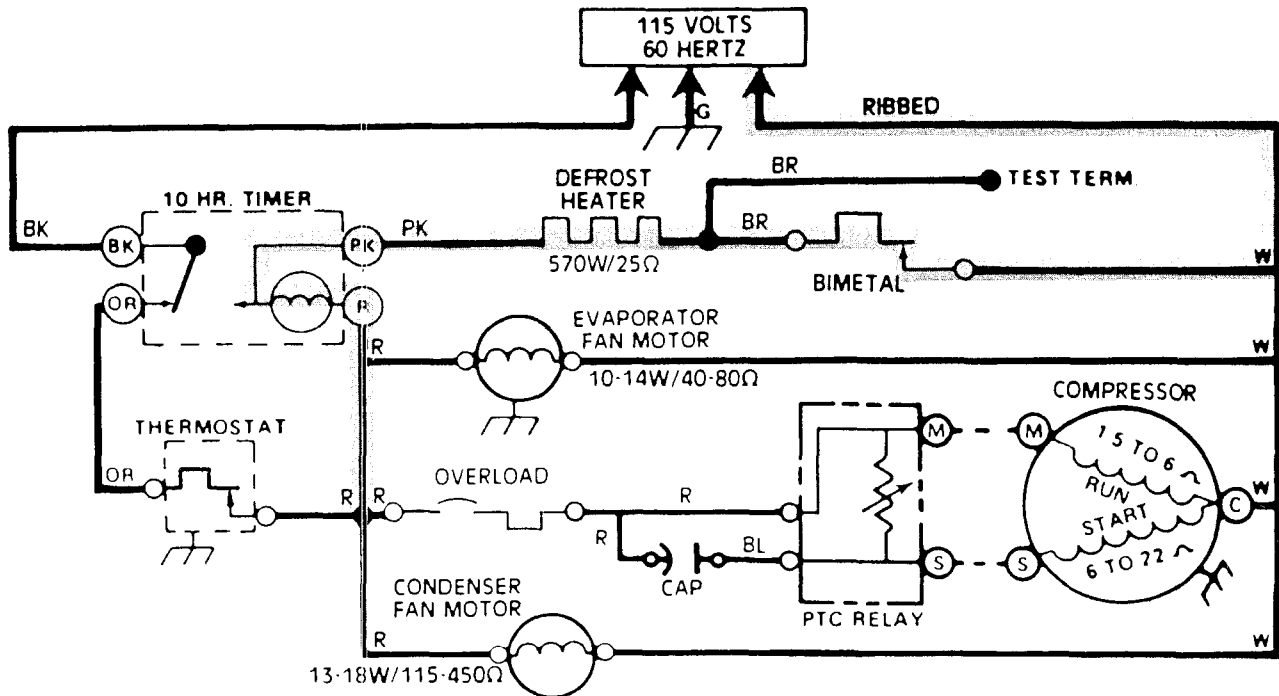 115 VOLTS
60 HERTZ
G
RIBBED
BR
TEST TERM.
DEFROST
HEATER
10 HR. TIMER
BK
BK
PK
PK
BR
570W/25Ω
BIMETAL
W
OR
R
EVAPORATOR
FAN MOTOR
R
10-14W/40-80Ω
W
COMPRESSOR
THERMOSTAT
M
M
1.5 TO 6
RUN
START
6 TO 22
C
W
OR
OVERLOAD
R
R
R
R
BL
CAP
S
S
PTC RELAY
CONDENSER
FAN MOTOR
R
13-18W/115-450Ω
W